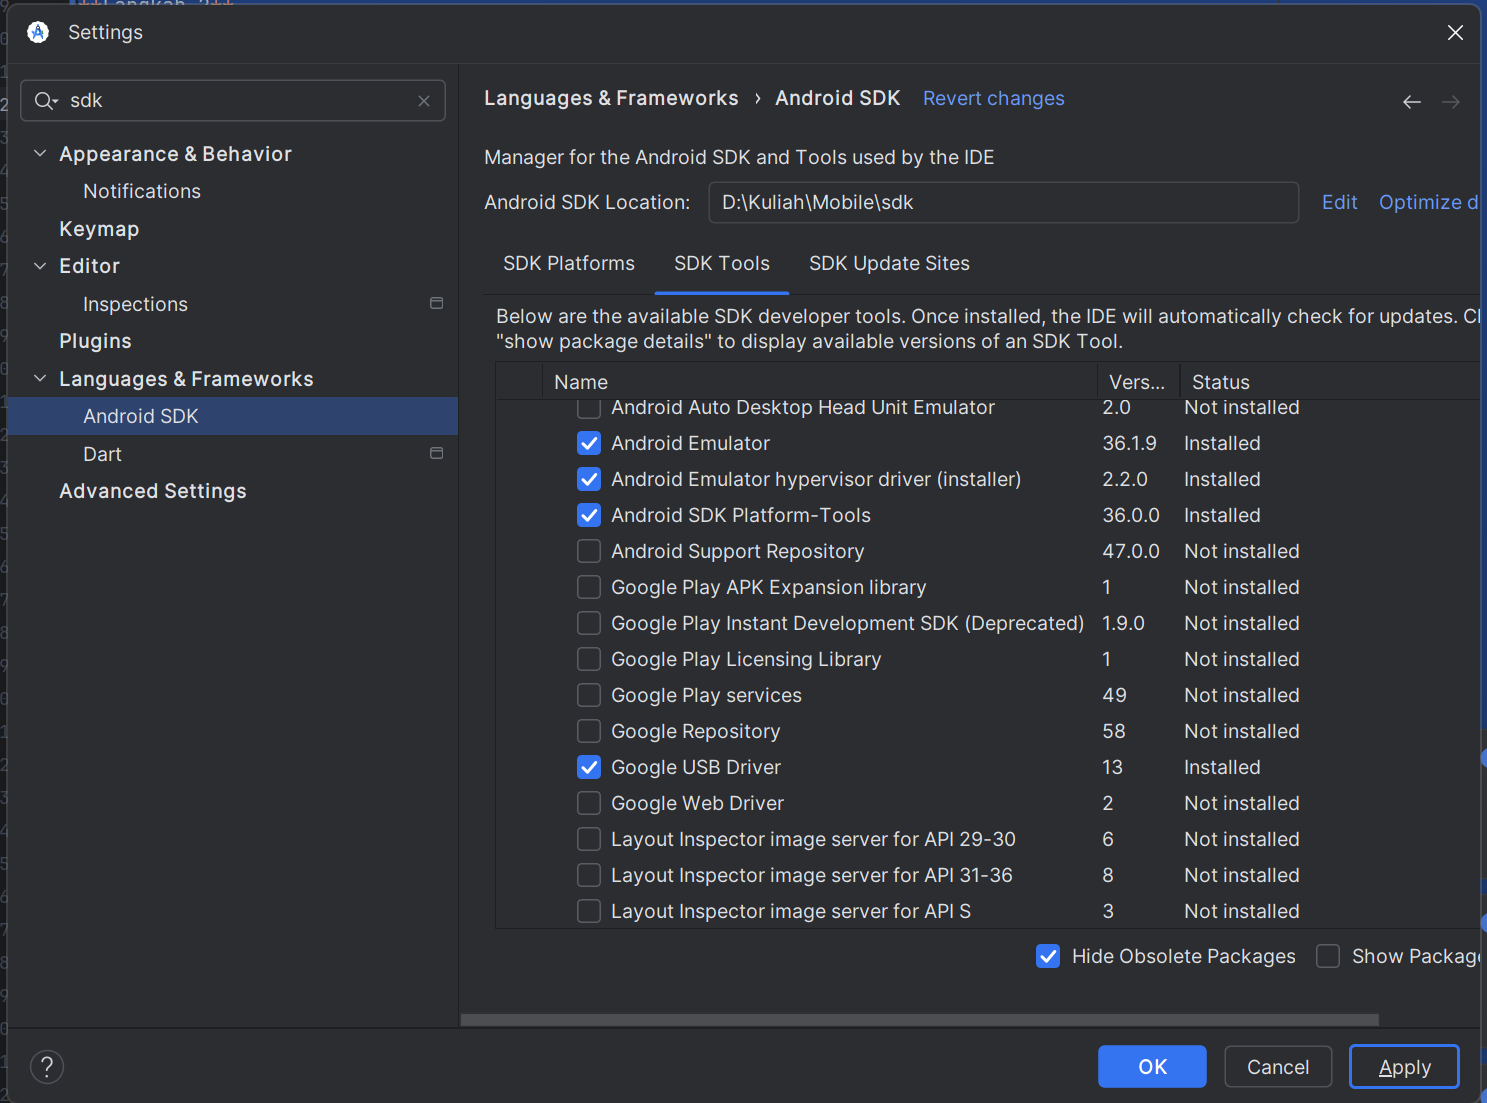 Settings
sdk
Appearance & Behavior
Notifications
Keymap
Editor
Inspections
Plugins
Languages & Frameworks
Android SDK
Dart
Advanced Settings
Languages & Frameworks › Android SDK Revert changes
Manager for the Android SDK and Tools used by the IDE
Android SDK Location: D:\Kuliah\Mobile\sdk Edit Optimize d
SDK Platforms SDK Tools SDK Update Sites
Below are the available SDK developer tools. Once installed, the IDE will automatically check for updates. Cl
"show package details" to display available versions of an SDK Tool.
Name Vers... Status
Android Auto Desktop Head Unit Emulator 2.0 Not installed
Android Emulator 36.1.9 Installed
Android Emulator hypervisor driver (installer) 2.2.0 Installed
Android SDK Platform-Tools 36.0.0 Installed
Android Support Repository 47.0.0 Not installed
Google Play APK Expansion library 1 Not installed
Google Play Instant Development SDK (Deprecated) 1.9.0 Not installed
Google Play Licensing Library 1 Not installed
Google Play services 49 Not installed
Google Repository 58 Not installed
Google USB Driver 13 Installed
Google Web Driver 2 Not installed
Layout Inspector image server for API 29-30 6 Not installed
Layout Inspector image server for API 31-36 8 Not installed
Layout Inspector image server for API S 3 Not installed
Hide Obsolete Packages Show Package
? OK Cancel Apply